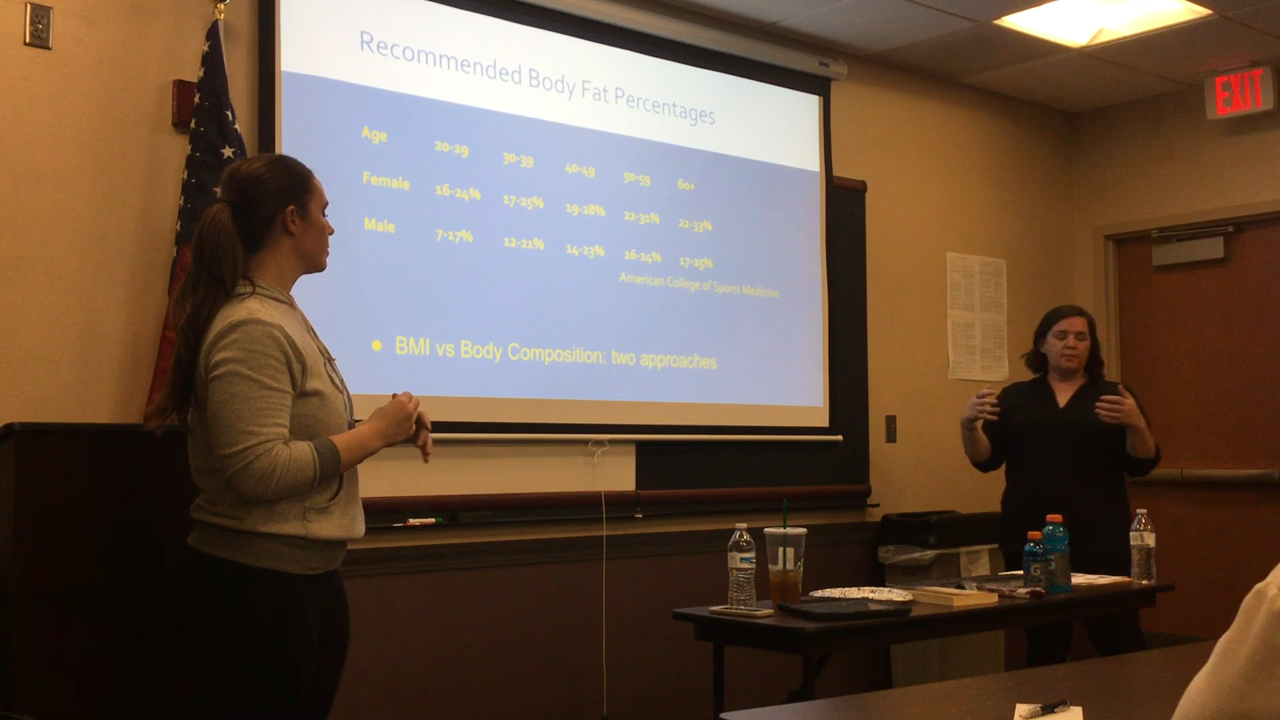 Recommended Body Fat Percentages
Age 20-29 30-39 40-49 50-59 60+
Female 16-24% 17-25% 19-28% 22-31% 22-33%
Male 7-17% 12-21% 14-23% 16-24% 17-25%
American College of Sports Medicine
• BMI vs Body Composition: two approaches
EXIT
G
G